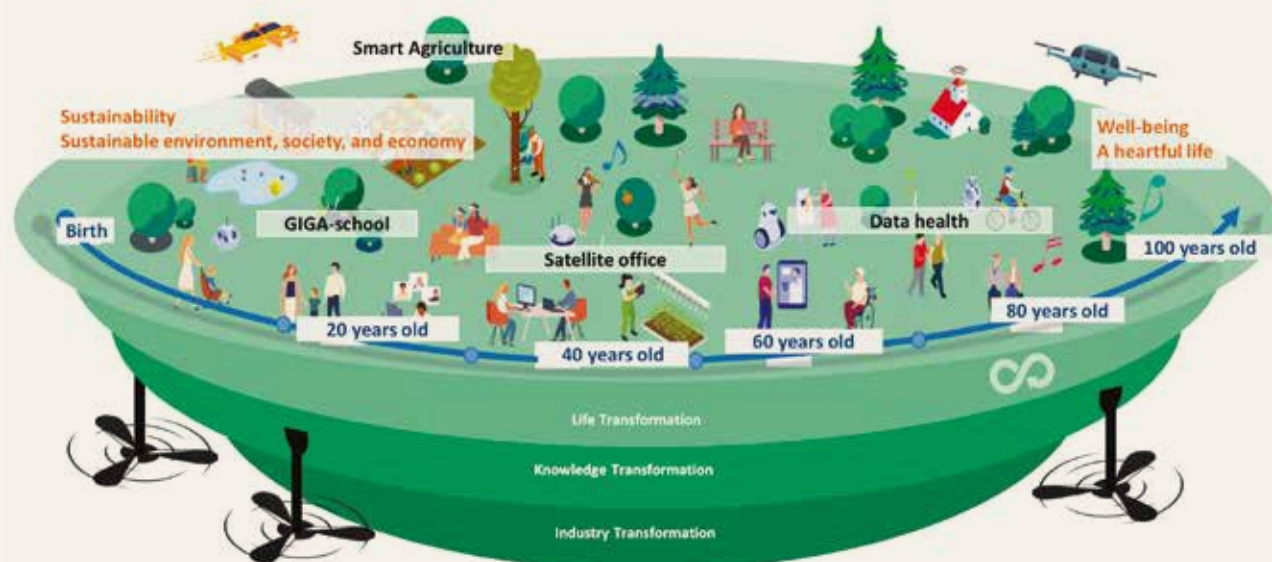 Smart Agriculture
Sustainability
Sustainable environment, society, and economy
Well-being
A heartful life
Birth
GIGA-school
Data health
Satellite office
100 years old
20 years old
80 years old
40 years old
60 years old
Life Transformation
Knowledge Transformation
Industry Transformation